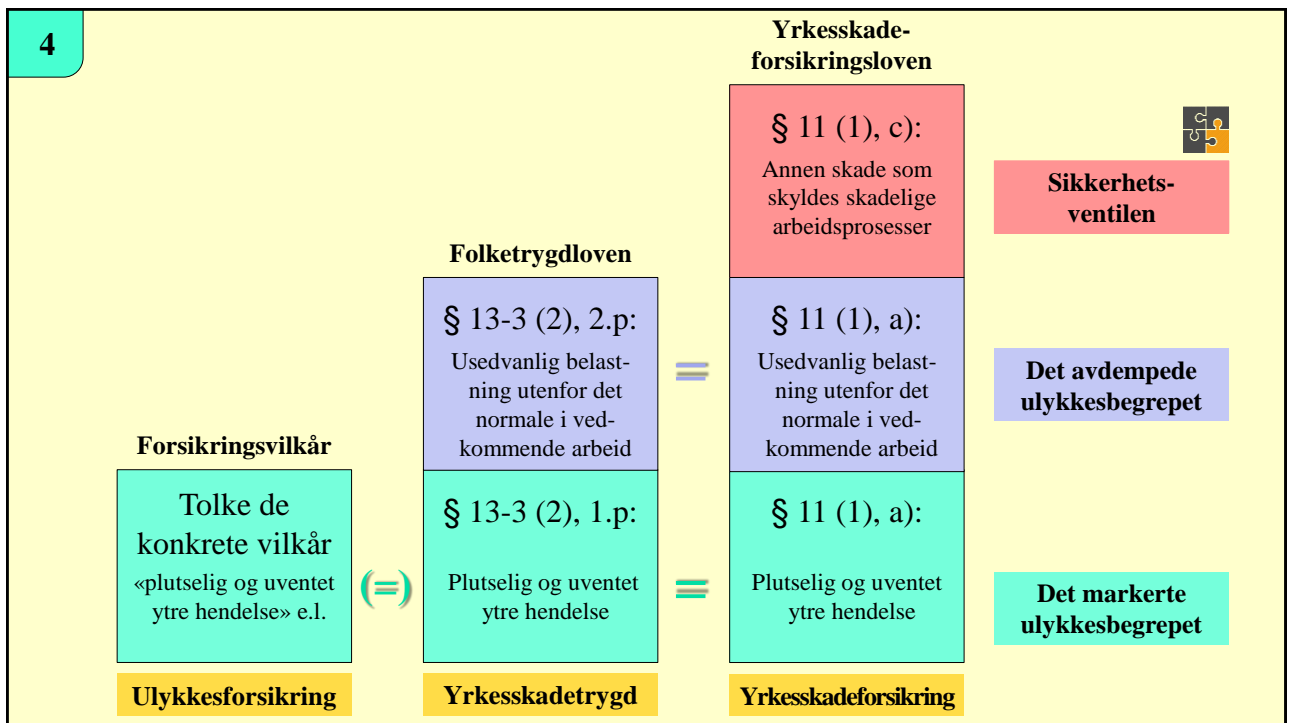 4
Yrkesskade-
forsikringsloven
§ 11 (1), c):
Annen skade som
skyldes skadelige
arbeidsprosesser
Sikkerhets-
ventilen
Folketrygdloven
§ 13-3 (2), 2.p:
Usedvanlig belast-
ning utenfor det
normale i ved-
kommende arbeid
=
§ 11 (1), a):
Usedvanlig belast-
ning utenfor det
normale i ved-
kommende arbeid
Det avdempede
ulykkesbegrepet
Forsikringsvilkår
Tolke de
konkrete vilkår
«plutselig og uventet
ytre hendelse» e.l.
(=)
§ 13-3 (2), 1.p:
Plutselig og uventet
ytre hendelse
=
§ 11 (1), a):
Plutselig og uventet
ytre hendelse
Det markerte
ulykkesbegrepet
Ulykkesforsikring
Yrkesskadetrygd
Yrkesskadeforsikring